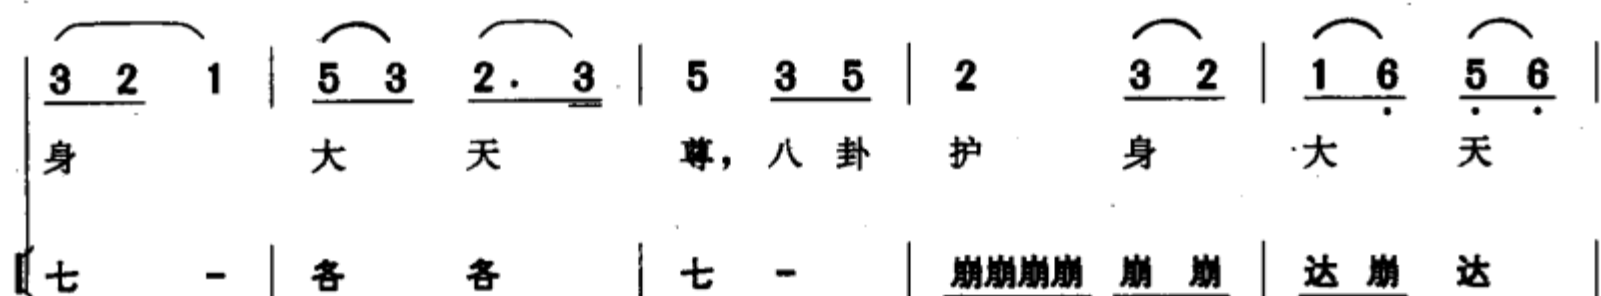 3 2 1 | 5 3 2 . 3 | 5 3 5 | 2 3 2 | 1 6 5 6 |
身 大 天 尊，八 卦 护 身 大 天
七 - | 各 各 | 七 - | 崩崩崩崩 崩 崩 | 达 崩 达 |